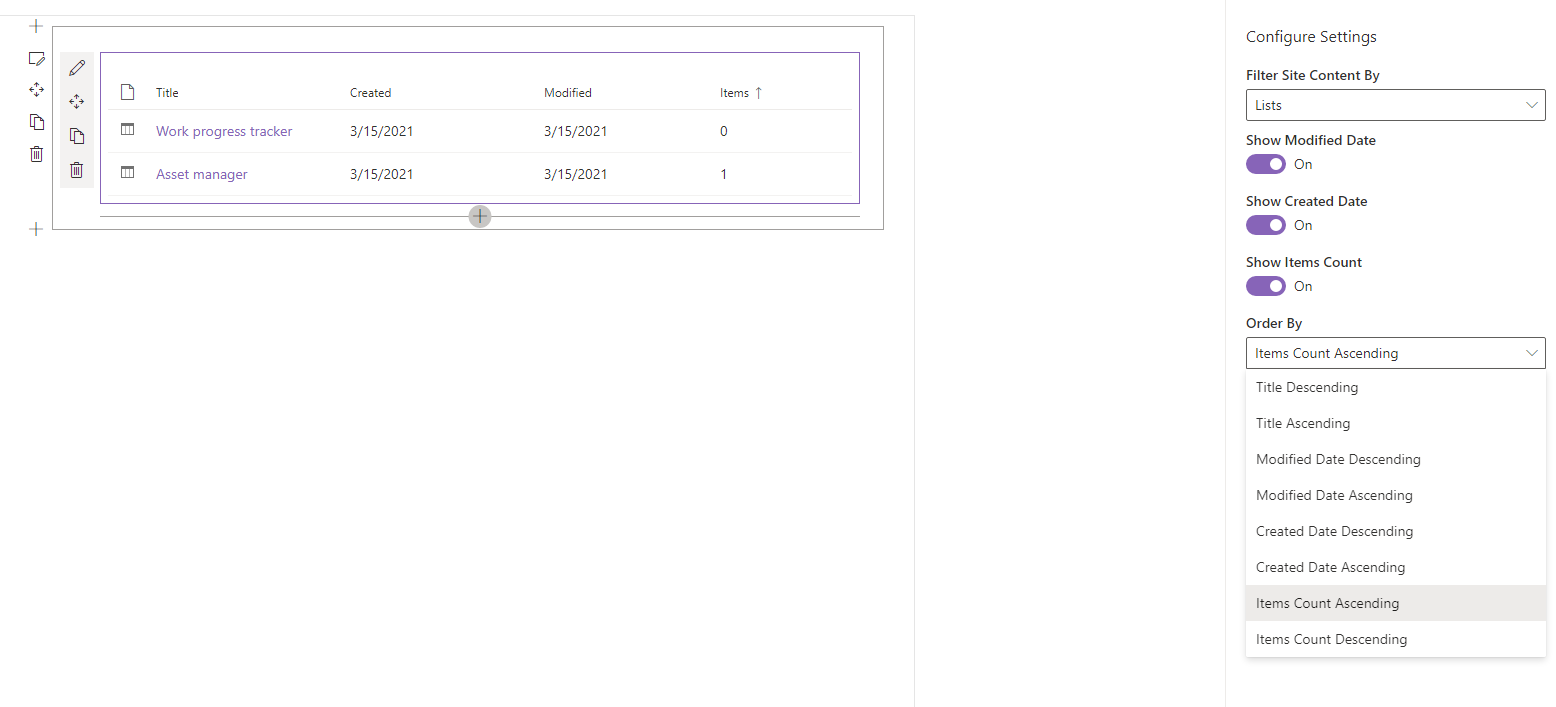 Title Created Modified Items ↑
Work progress tracker 3/15/2021 3/15/2021 0
Asset manager 3/15/2021 3/15/2021 1
Configure Settings
Filter Site Content By
Lists
Show Modified Date
On
Show Created Date
On
Show Items Count
On
Order By
Items Count Ascending
Title Descending
Title Ascending
Modified Date Descending
Modified Date Ascending
Created Date Descending
Created Date Ascending
Items Count Ascending
Items Count Descending